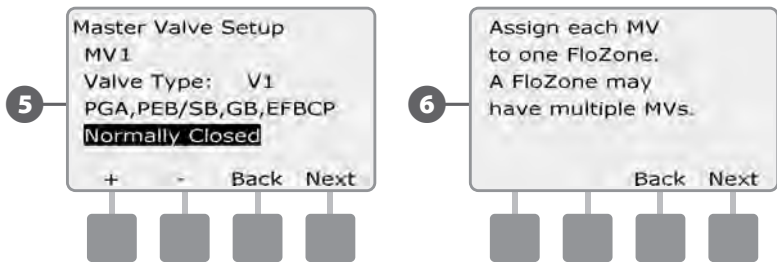 5
Master Valve Setup
MV1
Valve Type: V1
PGA,PEB/SB,GB,EFBCP
Normally Closed
+ - Back Next
6
Assign each MV
to one FloZone.
A FloZone may
have multiple MVs.
Back Next